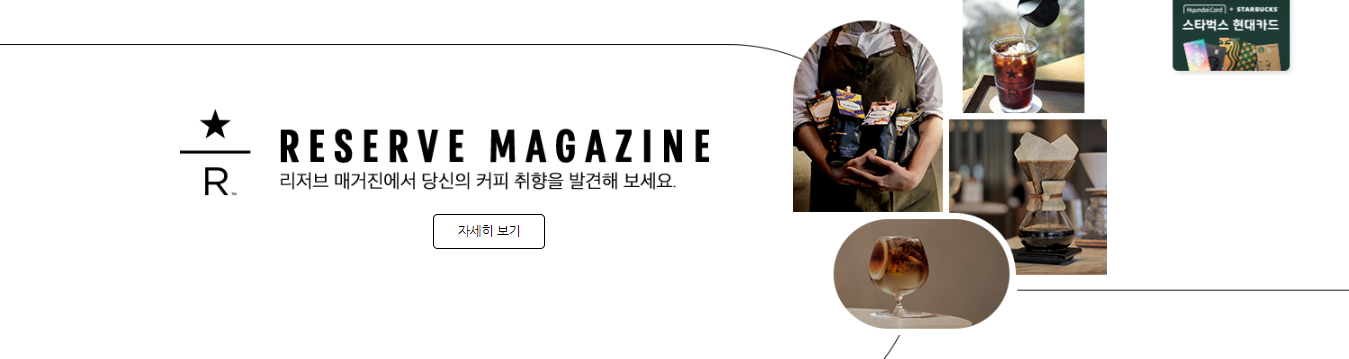 HyundaiCard + STARBUCKS
스타벅스 현대카드
★
R™
RESERVE MAGAZINE
리저브 매거진에서 당신의 커피 취향을 발견해 보세요.
자세히 보기
R